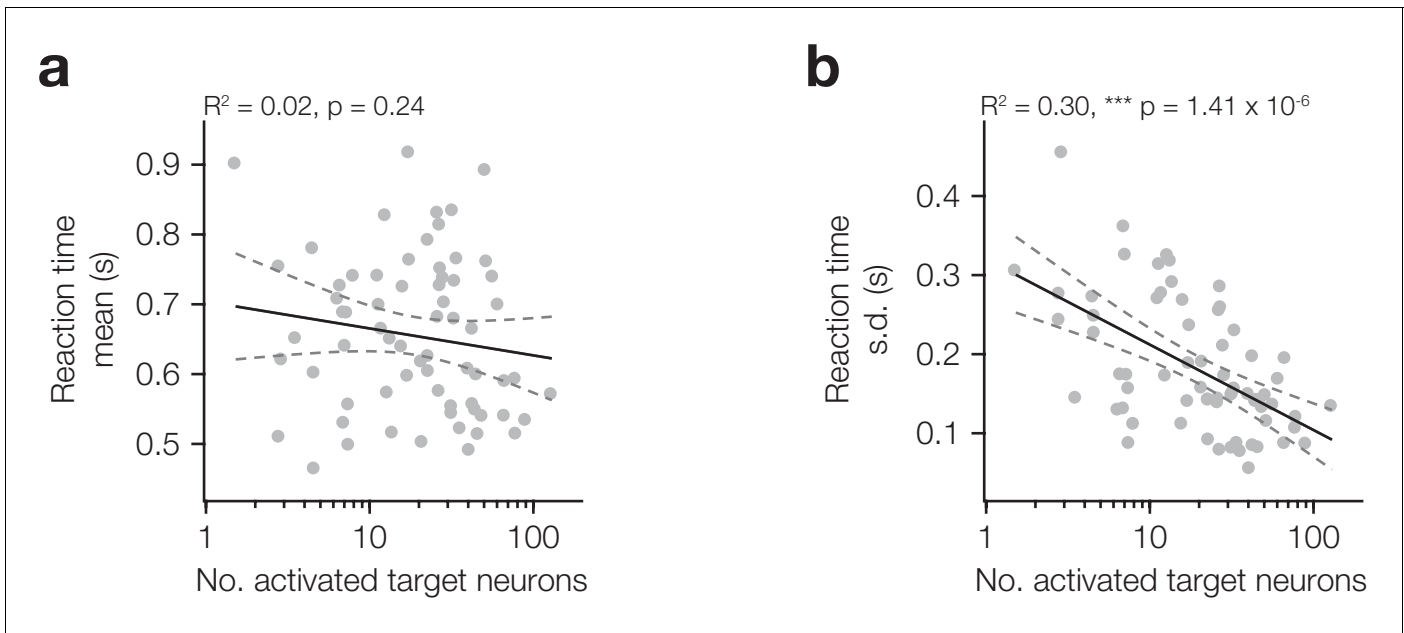 a
R² = 0.02, p = 0.24
Reaction time
mean (s)
0.9
0.8
0.7
0.6
0.5
1
10
100
No. activated target neurons
b
R² = 0.30, *** p = 1.41 x 10⁻⁶
Reaction time
s.d. (s)
0.4
0.3
0.2
0.1
1
10
100
No. activated target neurons